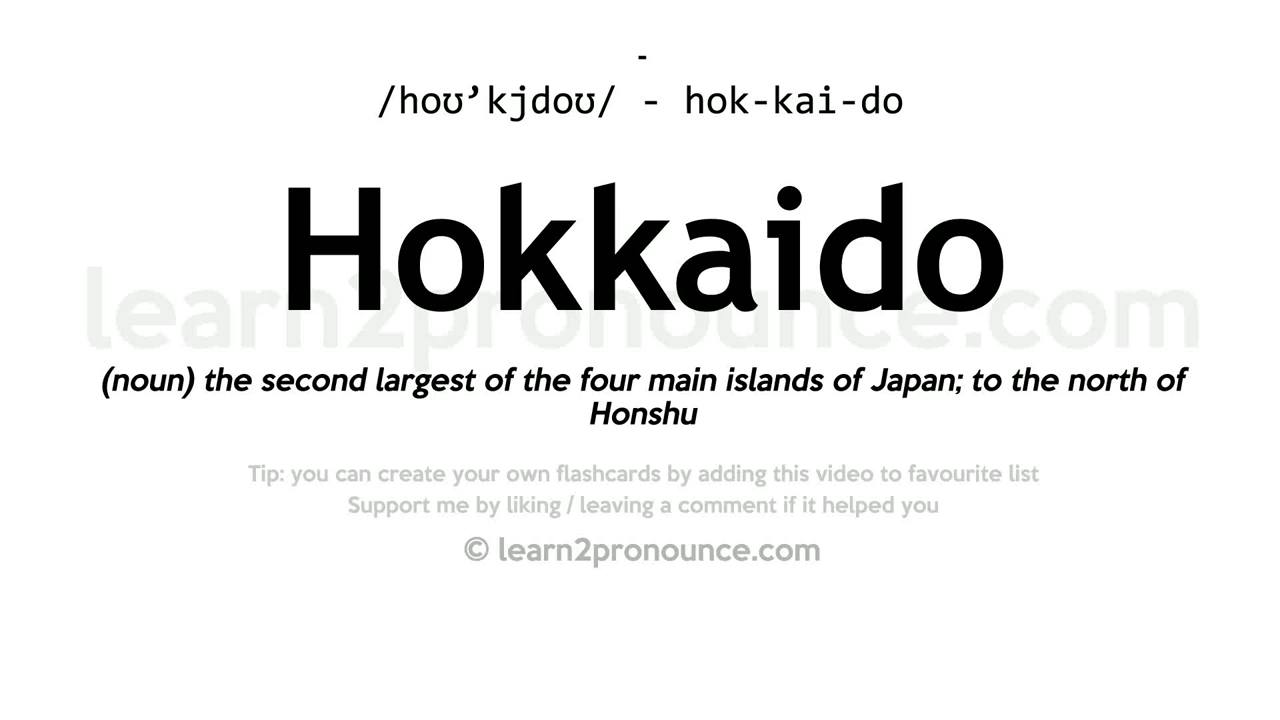 -
/hoʊ’kjdoʊ/ - hok-kai-do
Hokkaido
learn2pronounce.com
(noun) the second largest of the four main islands of Japan; to the north of
Honshu
Tip: you can create your own flashcards by adding this video to favourite list
Support me by liking / leaving a comment if it helped you
© learn2pronounce.com